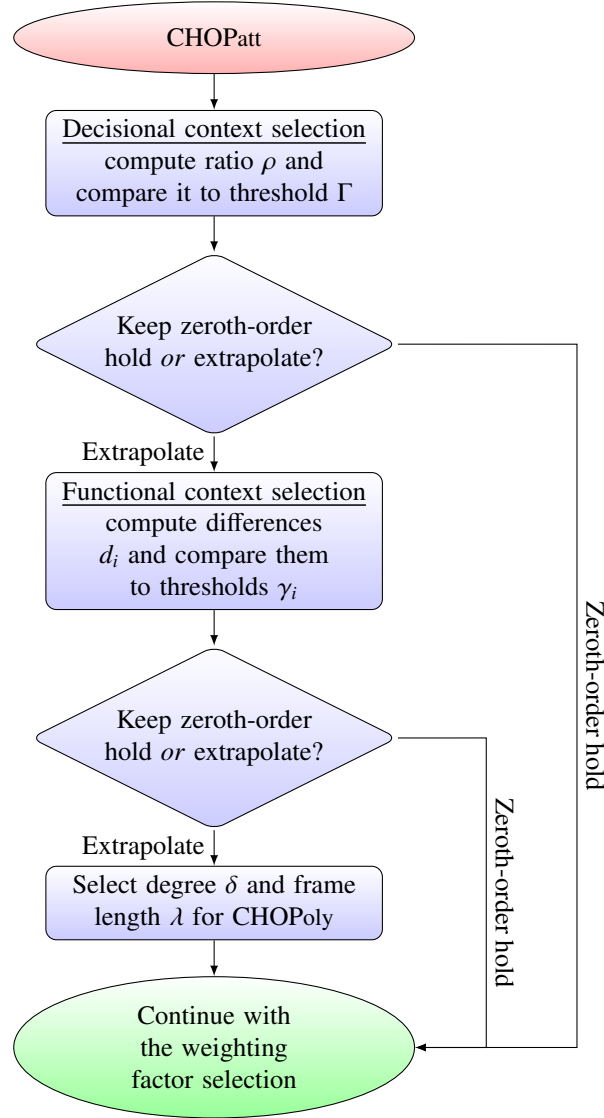 CHOPatt
Decisional context selection
compute ratio ρ and
compare it to threshold Γ
Keep zeroth-order
hold or extrapolate?
Extrapolate
Functional context selection
compute differences
dᵢ and compare them
to thresholds γᵢ
Zeroth-order hold
Keep zeroth-order
hold or extrapolate?
Zeroth-order hold
Extrapolate
Select degree δ and frame
length λ for CHOPoly
Continue with
the weighting
factor selection